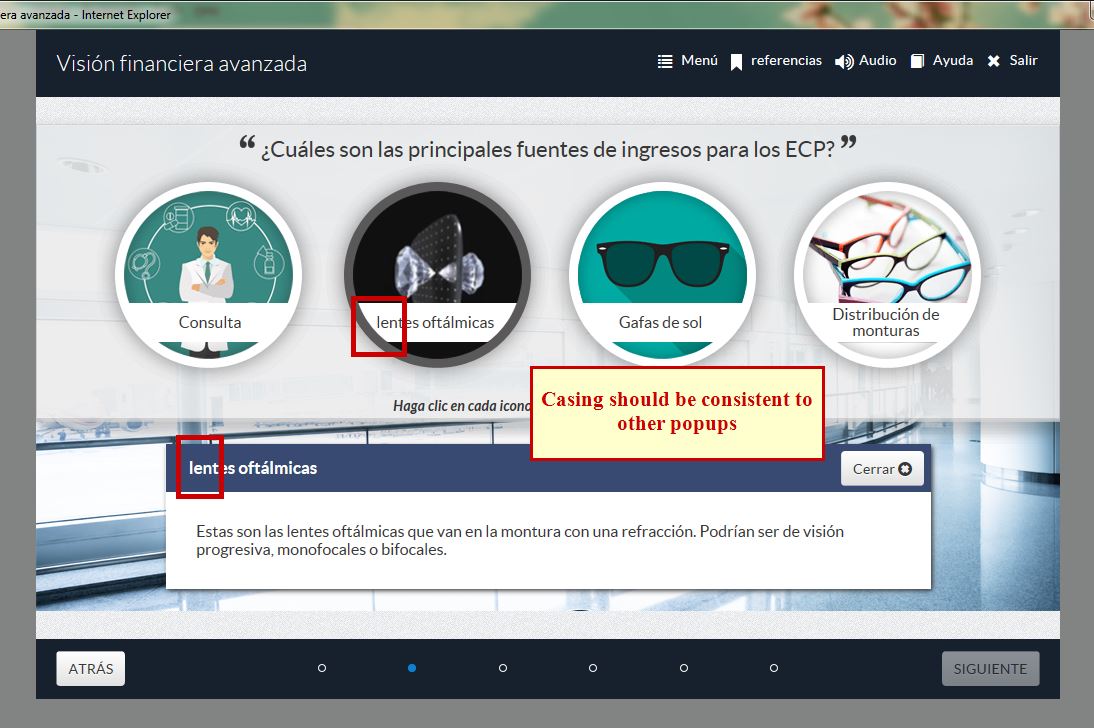 era avanzada - Internet Explorer
Visión financiera avanzada
Menú referencias Audio Ayuda Salir
“ ¿Cuáles son las principales fuentes de ingresos para los ECP? ”
Consulta
lentes oftálmicas
Gafas de sol
Distribución de
monturas
Haga clic en cada icono
Casing should be consistent to
other popups
lentes oftálmicas
Cerrar
Estas son las lentes oftálmicas que van en la montura con una refracción. Podrían ser de visión
progresiva, monofocales o bifocales.
ATRÁS
SIGUIENTE